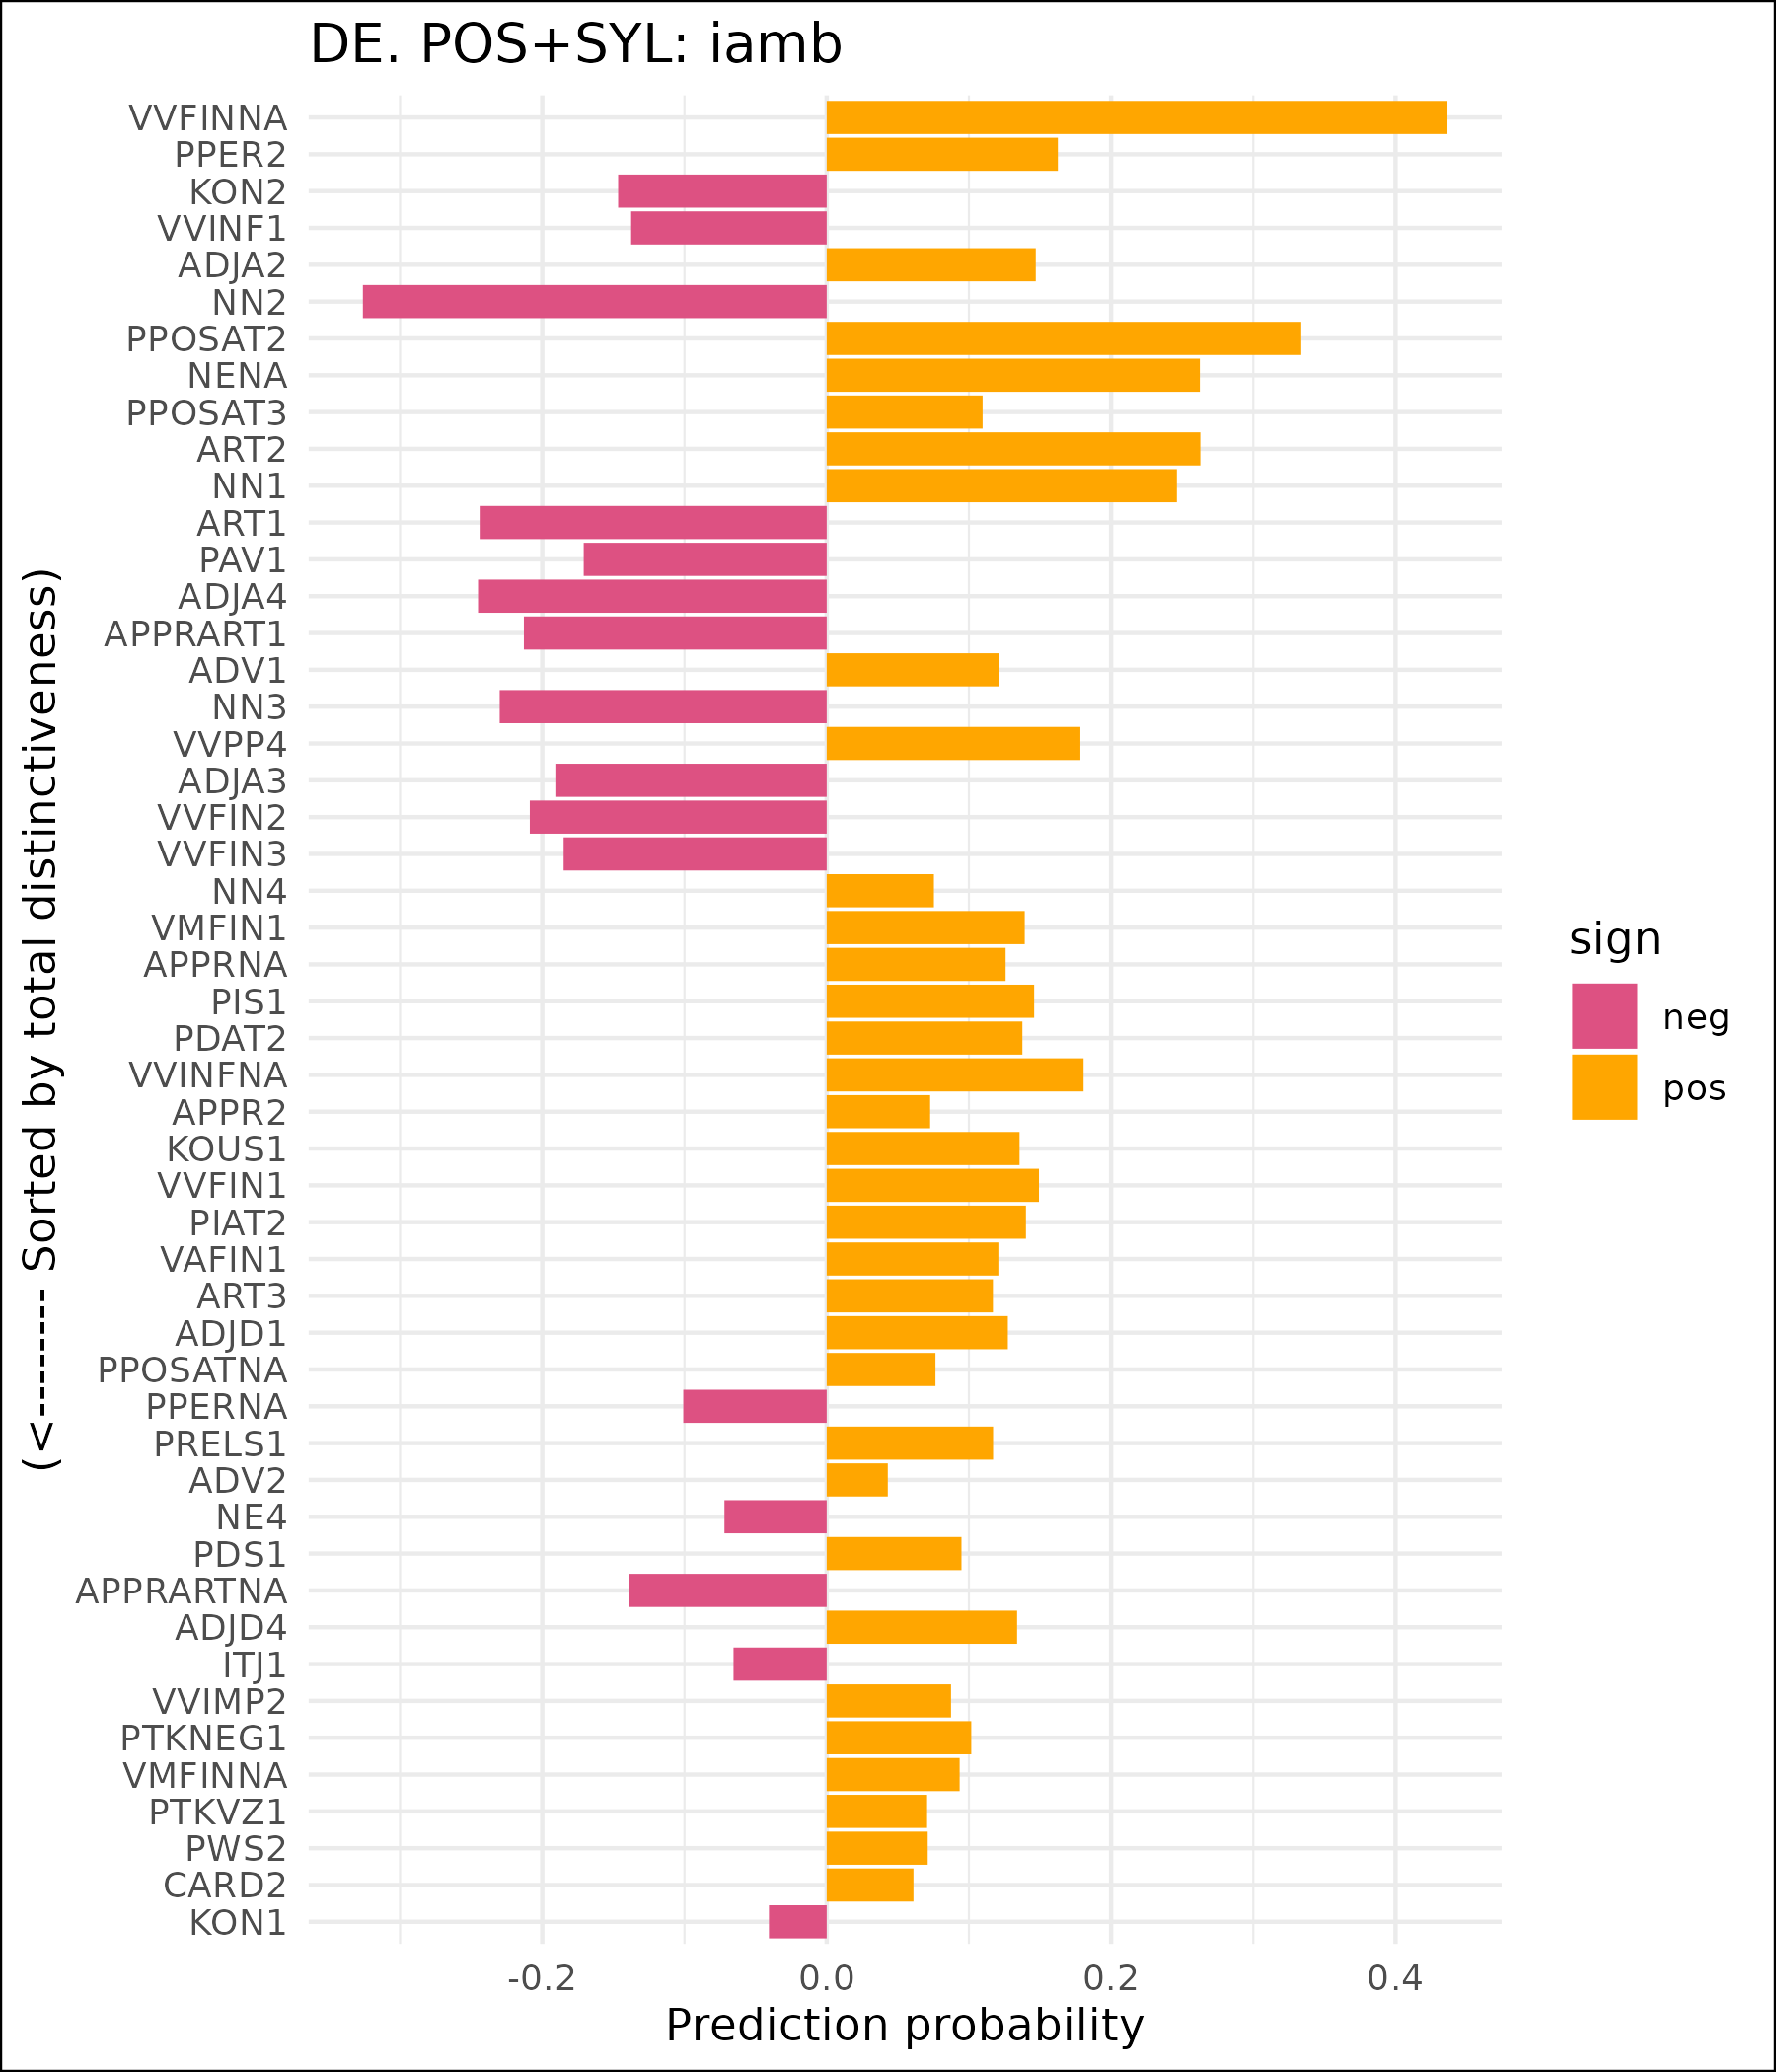 DE. POS+SYL: iamb
VVFINNA
PPER2
KON2
VVINF1
ADJA2
NN2
PPOSAT2
NENA
PPOSAT3
ART2
NN1
ART1
PAV1
ADJA4
APPRART1
ADV1
NN3
VVPP4
ADJA3
VVFIN2
VVFIN3
NN4
VMFIN1
APPRNA
PIS1
PDAT2
VVINFNA
APPR2
KOUS1
VVFIN1
PIAT2
VAFIN1
ART3
ADJD1
PPOSATNA
PPERNA
PRELS1
ADV2
NE4
PDS1
APPRARTNA
ADJD4
ITJ1
VVIMP2
PTKNEG1
VMFINNA
PTKVZ1
PWS2
CARD2
KON1
(<--------- Sorted by total distinctiveness)
-0.2 0.0 0.2 0.4
Prediction probability
sign
neg
pos